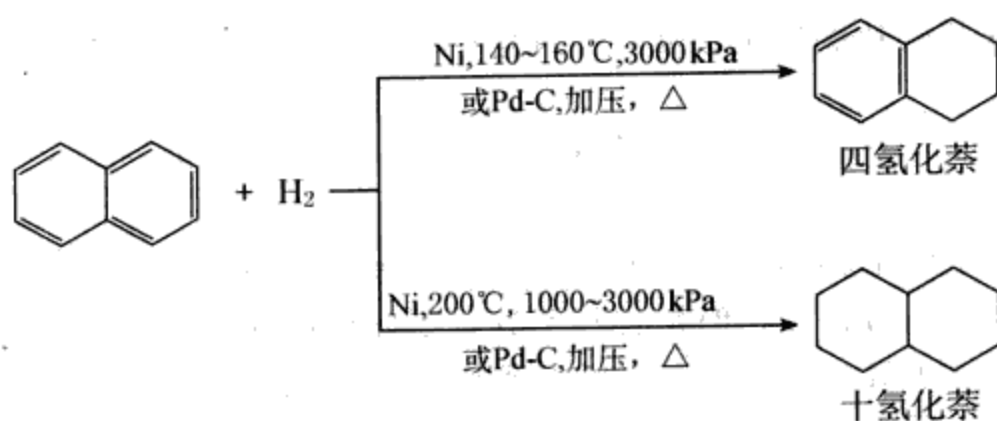 Ni,140~160℃,3000kPa
或Pd-C,加压，△
四氢化萘
+ H₂
Ni,200℃, 1000~3000kPa
或Pd-C,加压，△
十氢化萘